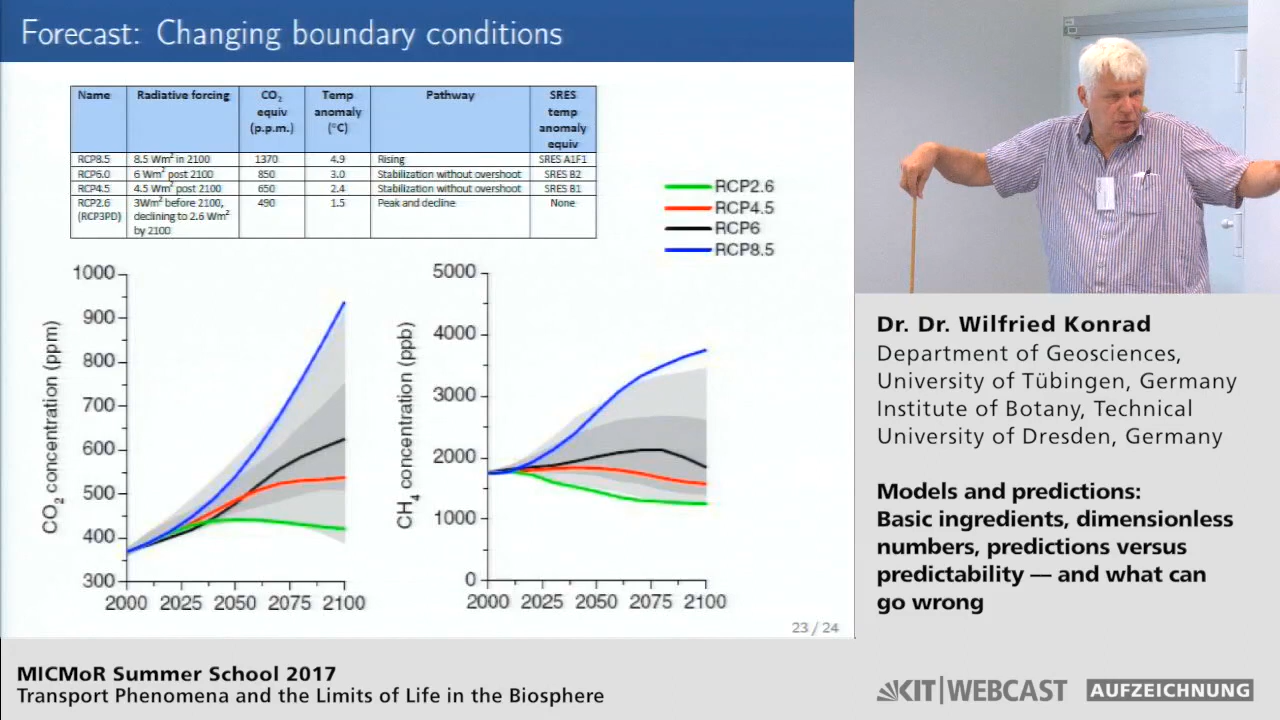 Forecast: Changing boundary conditions
Name Radiative forcing CO2 equiv (p.p.m.) Temp anomaly (°C) Pathway SRES temp anomaly equiv
RCP8.5 8.5 Wm2 in 2100 1370 4.9 Rising SRES A1F1
RCP6.0 6 Wm2 post 2100 850 3.0 Stabilization without overshoot SRES B2
RCP4.5 4.5 Wm2 post 2100 650 2.4 Stabilization without overshoot SRES B1
RCP2.6 (RCP3PD) 3Wm2 before 2100, declining to 2.6 Wm2 by 2100 490 1.5 Peak and decline None
RCP2.6
RCP4.5
RCP6
RCP8.5
CO2 concentration (ppm)
1000
900
800
700
600
500
400
300
2000 2025 2050 2075 2100
CH4 concentration (ppb)
5000
4000
3000
2000
1000
0
2000 2025 2050 2075 2100
23 / 24
Dr. Dr. Wilfried Konrad
Department of Geosciences,
University of Tübingen, Germany
Institute of Botany, Technical
University of Dresden, Germany
Models and predictions:
Basic ingredients, dimensionless
numbers, predictions versus
predictability — and what can
go wrong
MICMoR Summer School 2017
Transport Phenomena and the Limits of Life in the Biosphere
KIT|WEBCAST AUFZEICHNUNG